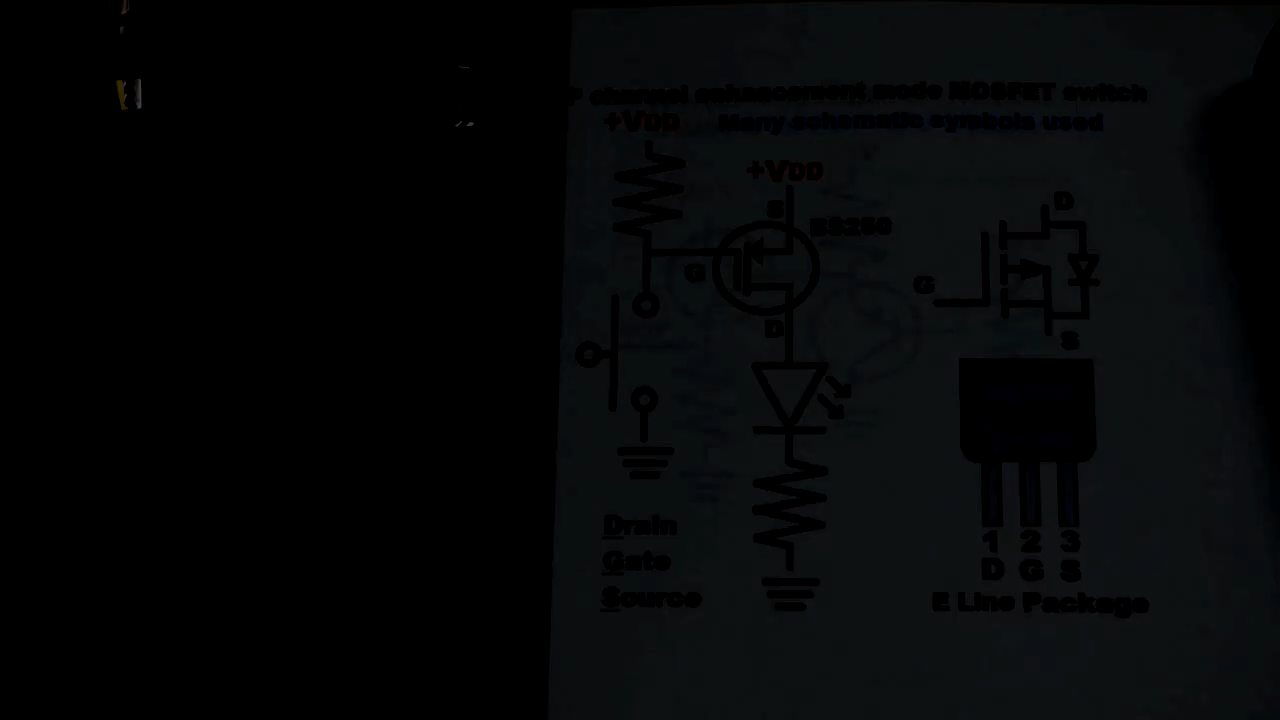 P channel enhancement mode MOSFET switch
+VDD Many schematic symbols used
+VDD
S
G
D
D
G
S
Drain
Gate
Source
1 2 3
D G S
E Line Package